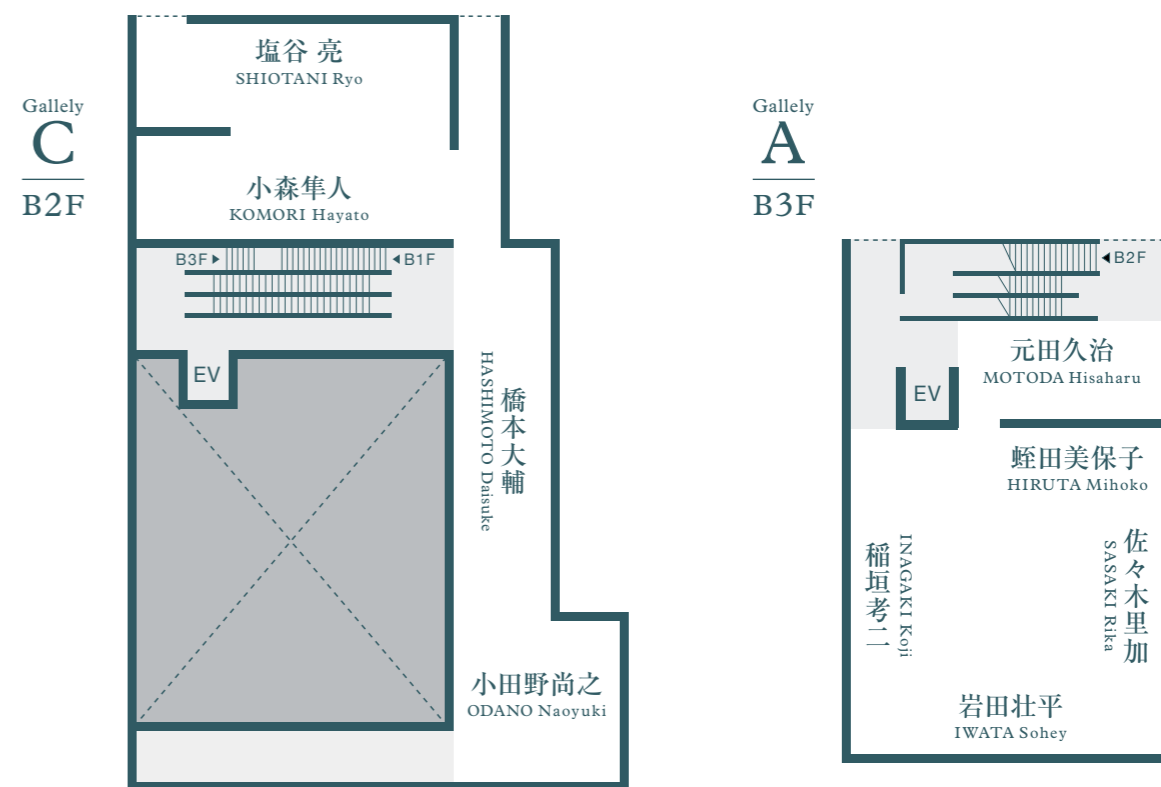 Gallely
C
B2F
塩谷 亮
SHIOTANI Ryo
小森隼人
KOMORI Hayato
B3F
B1F
EV
橋本大輔
HASHIMOTO Daisuke
小田野尚之
ODANO Naoyuki
Gallely
A
B3F
B2F
元田久治
MOTODA Hisaharu
EV
蛭田美保子
HIRUTA Mihoko
稲垣考二
INAGAKI Koji
佐々木里加
SASAKI Rika
岩田壮平
IWATA Sohey